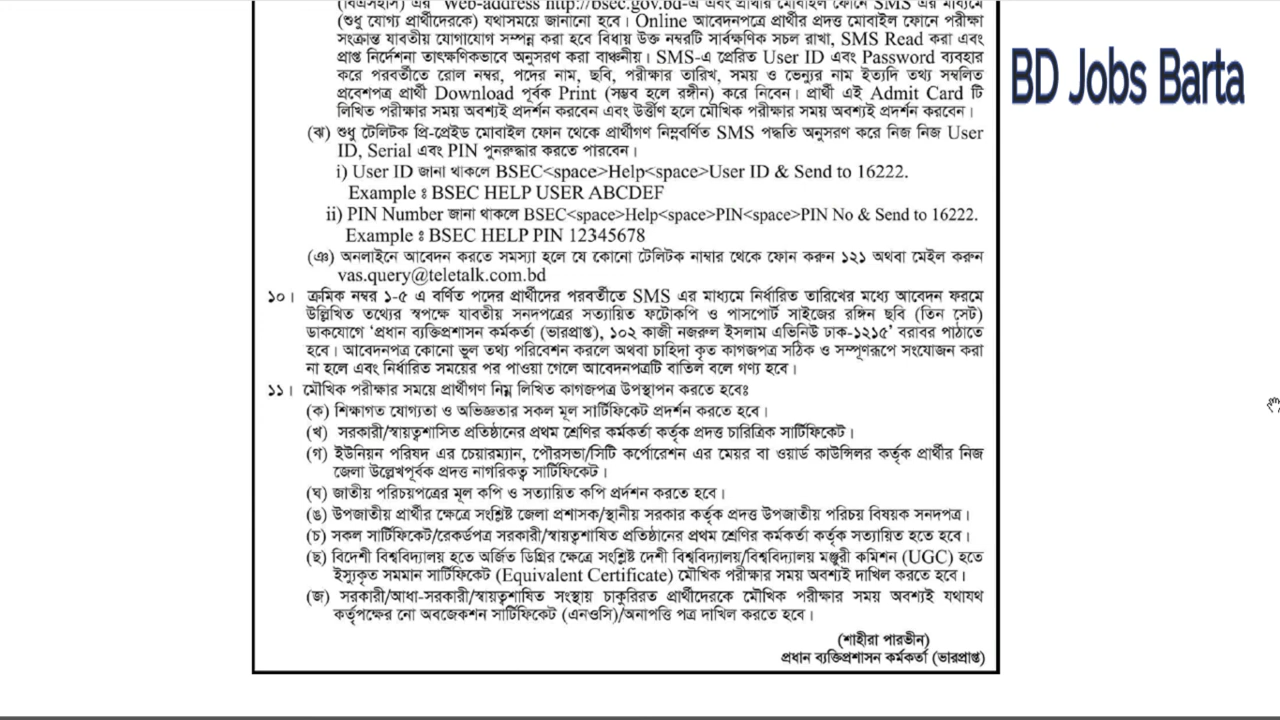 (বিএসইসি) এর Web-address http://bsec.gov.bd-এ এবং প্রার্থীর মোবাইল ফোনে SMS এর মাধ্যমে
(শুধু যোগ্য প্রার্থীদেরকে) যথাসময়ে জানানো হবে। Online আবেদনপত্রে প্রার্থীর প্রদত্ত মোবাইল ফোনে পরীক্ষা
সংক্রান্ত যাবতীয় যোগাযোগ সম্পন্ন করা হবে বিধায় উক্ত নম্বরটি সার্বক্ষণিক সচল রাখা, SMS Read করা এবং
প্রাপ্ত নির্দেশনা তাৎক্ষণিকভাবে অনুসরণ করা বাঞ্চনীয়। SMS-এ প্রেরিত User ID এবং Password ব্যবহার
করে পরবর্তীতে রোল নম্বর, পদের নাম, ছবি, পরীক্ষার তারিখ, সময় ও ভেন্যুর নাম ইত্যদি তথ্য সম্বলিত
প্রবেশপত্র প্রার্থী Download পূর্বক Print (সম্ভব হলে রঙ্গীন) করে নিবেন। প্রার্থী এই Admit Card টি
লিখিত পরীক্ষার সময় অবশ্যই প্রদর্শন করবেন এবং উর্ত্তীণ হলে মৌখিক পরীক্ষার সময় অবশ্যই প্রদর্শন করবেন।
BD Jobs Barta
(ঝ) শুধু টেলিটক প্রি-প্রেইড মোবাইল ফোন থেকে প্রার্থীগণ নিম্নবর্ণিত SMS পদ্ধতি অনুসরণ করে নিজ নিজ User
ID, Serial এবং PIN পুনরুদ্ধার করতে পারবেন।
i) User ID জানা থাকলে BSEC<space>Help<space>User ID & Send to 16222.
Example ঃ BSEC HELP USER ABCDEF
ii) PIN Number জানা থাকলে BSEC<space>Help<space>PIN<space>PIN No & Send to 16222.
Example ঃ BSEC HELP PIN 12345678
(ঞ) অনলাইনে আবেদন করতে সমস্যা হলে যে কোনো টেলিটক নাম্বার থেকে ফোন করুন ১২১ অথবা মেইল করুন
vas.query@teletalk.com.bd
১০। ক্রমিক নম্বর ১-৫ এ বর্ণিত পদের প্রার্থীদের পরবর্তীতে SMS এর মাধ্যমে নির্ধারিত তারিখের মধ্যে আবেদন ফরমে
উল্লিখিত তথ্যের স্বপক্ষে যাবতীয় সনদপত্রের সত্যায়িত ফটোকপি ও পাসপোর্ট সাইজের রঙ্গিন ছবি (তিন সেট)
ডাকযোগে ‘প্রধান ব্যক্তিপ্রশাসন কর্মকর্তা (ভারপ্রাপ্ত), ১০২ কাজী নজরুল ইসলাম এভিনিউ ঢাক-১২১৫’ বরাবর পাঠাতে
হবে। আবেদনপত্র কোনো ভুল তথ্য পরিবেশন করলে অথবা চাহিদা কৃত কাগজপত্র সঠিক ও সম্পূণরূপে সংযোজন করা
না হলে এবং নির্ধারিত সময়ের পর পাওয়া গেলে আবেদনপত্রটি বাতিল বলে গণ্য হবে।
১১। মৌখিক পরীক্ষার সময়ে প্রার্থীগণ নিম্ন লিখিত কাগজপত্র উপস্থাপন করতে হবেঃ
(ক) শিক্ষাগত যোগ্যতা ও অভিজ্ঞতার সকল মূল সার্টিফিকেট প্রদর্শন করতে হবে।
(খ) সরকারী/স্বায়ত্বশাসিত প্রতিষ্ঠানের প্রথম শ্রেণির কর্মকর্তা কর্তৃক প্রদত্ত চারিত্রিক সার্টিফিকেট।
(গ) ইউনিয়ন পরিষদ এর চেয়ারম্যান, পৌরসভা/সিটি কর্পোরেশন এর মেয়র বা ওয়ার্ড কাউন্সিলর কর্তৃক প্রার্থীর নিজ
জেলা উল্লেখপূর্বক প্রদত্ত নাগরিকত্ব সার্টিফিকেট।
(ঘ) জাতীয় পরিচয়পত্রের মূল কপি ও সত্যায়িত কপি প্রর্দশন করতে হবে।
(ঙ) উপজাতীয় প্রার্থীর ক্ষেত্রে সংশ্লিষ্ট জেলা প্রশাসক/স্থানীয় সরকার কর্তৃক প্রদত্ত উপজাতীয় পরিচয় বিষয়ক সনদপত্র।
(চ) সকল সার্টিফিকেট/রেকর্ডপত্র সরকারী/স্বায়ত্বশাষিত প্রতিষ্ঠানের প্রথম শ্রেণির কর্মকর্তা কর্তৃক সত্যায়িত হতে হবে।
(ছ) বিদেশী বিশ্ববিদ্যালয় হতে অর্জিত ডিগ্রির ক্ষেত্রে সংশ্লিষ্ট দেশী বিশ্ববিদ্যালয়/বিশ্ববিদ্যালয় মঞ্জুরী কমিশন (UGC) হতে
ইস্যুকৃত সমমান সার্টিফিকেট (Equivalent Certificate) মৌখিক পরীক্ষার সময় অবশ্যই দাখিল করতে হবে।
(জ) সরকারী/আধা-সরকারী/স্বায়ত্বশাষিত সংস্থায় চাকুরিরত প্রার্থীদেরকে মৌখিক পরীক্ষার সময় অবশ্যই যথাযথ
কর্তৃপক্ষের নো অবজেকশন সার্টিফিকেট (এনওসি)/অনাপত্তি পত্র দাখিল করতে হবে।
(শাহীরা পারভীন)
প্রধান ব্যক্তিপ্রশাসন কর্মকর্তা (ভারপ্রাপ্ত)